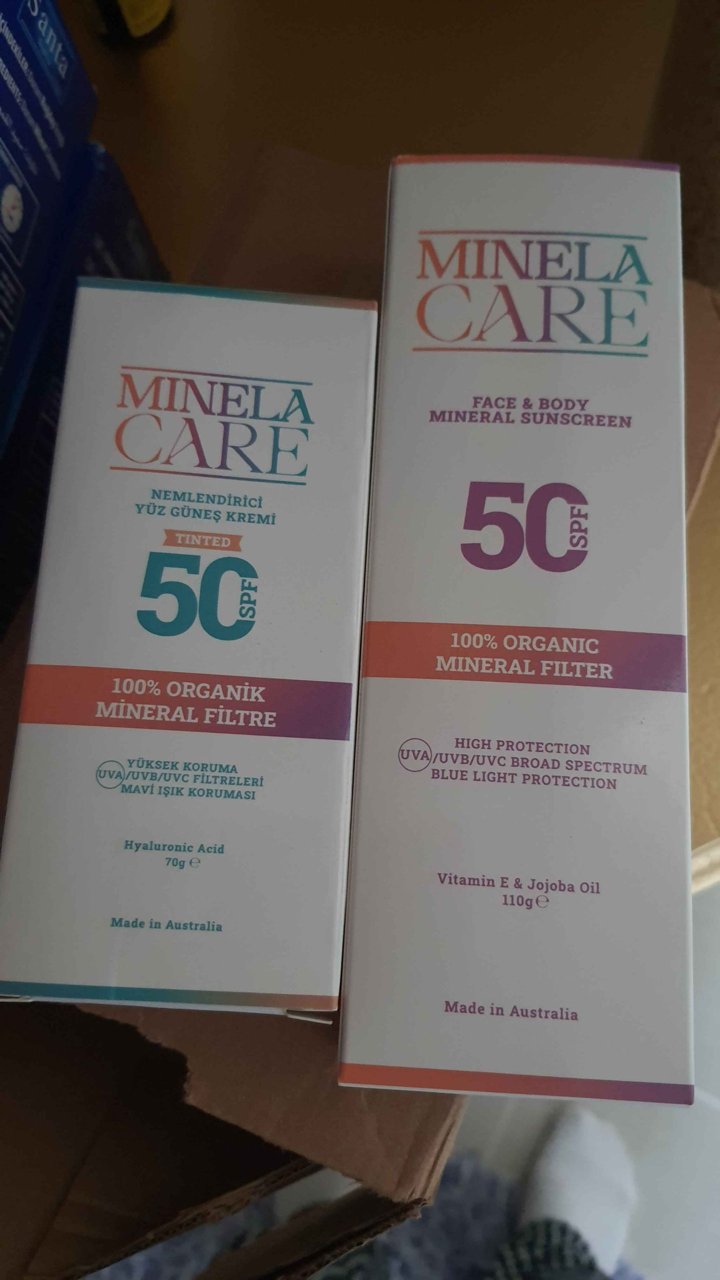 Santa
MINELA
CARE
NEMLENDİRİCİ
YÜZ GÜNEŞ KREMİ
TINTED
50 SPF
100% ORGANİK
MİNERAL FİLTRE
YÜKSEK KORUMA
UVA/UVB/UVC FİLTRELERİ
MAVİ IŞIK KORUMASI
Hyaluronic Acid
70g ℮
Made in Australia
MINELA
CARE
FACE & BODY
MINERAL SUNSCREEN
50 SPF
100% ORGANIC
MINERAL FILTER
HIGH PROTECTION
UVA/UVB/UVC BROAD SPECTRUM
BLUE LIGHT PROTECTION
Vitamin E & Jojoba Oil
110g ℮
Made in Australia